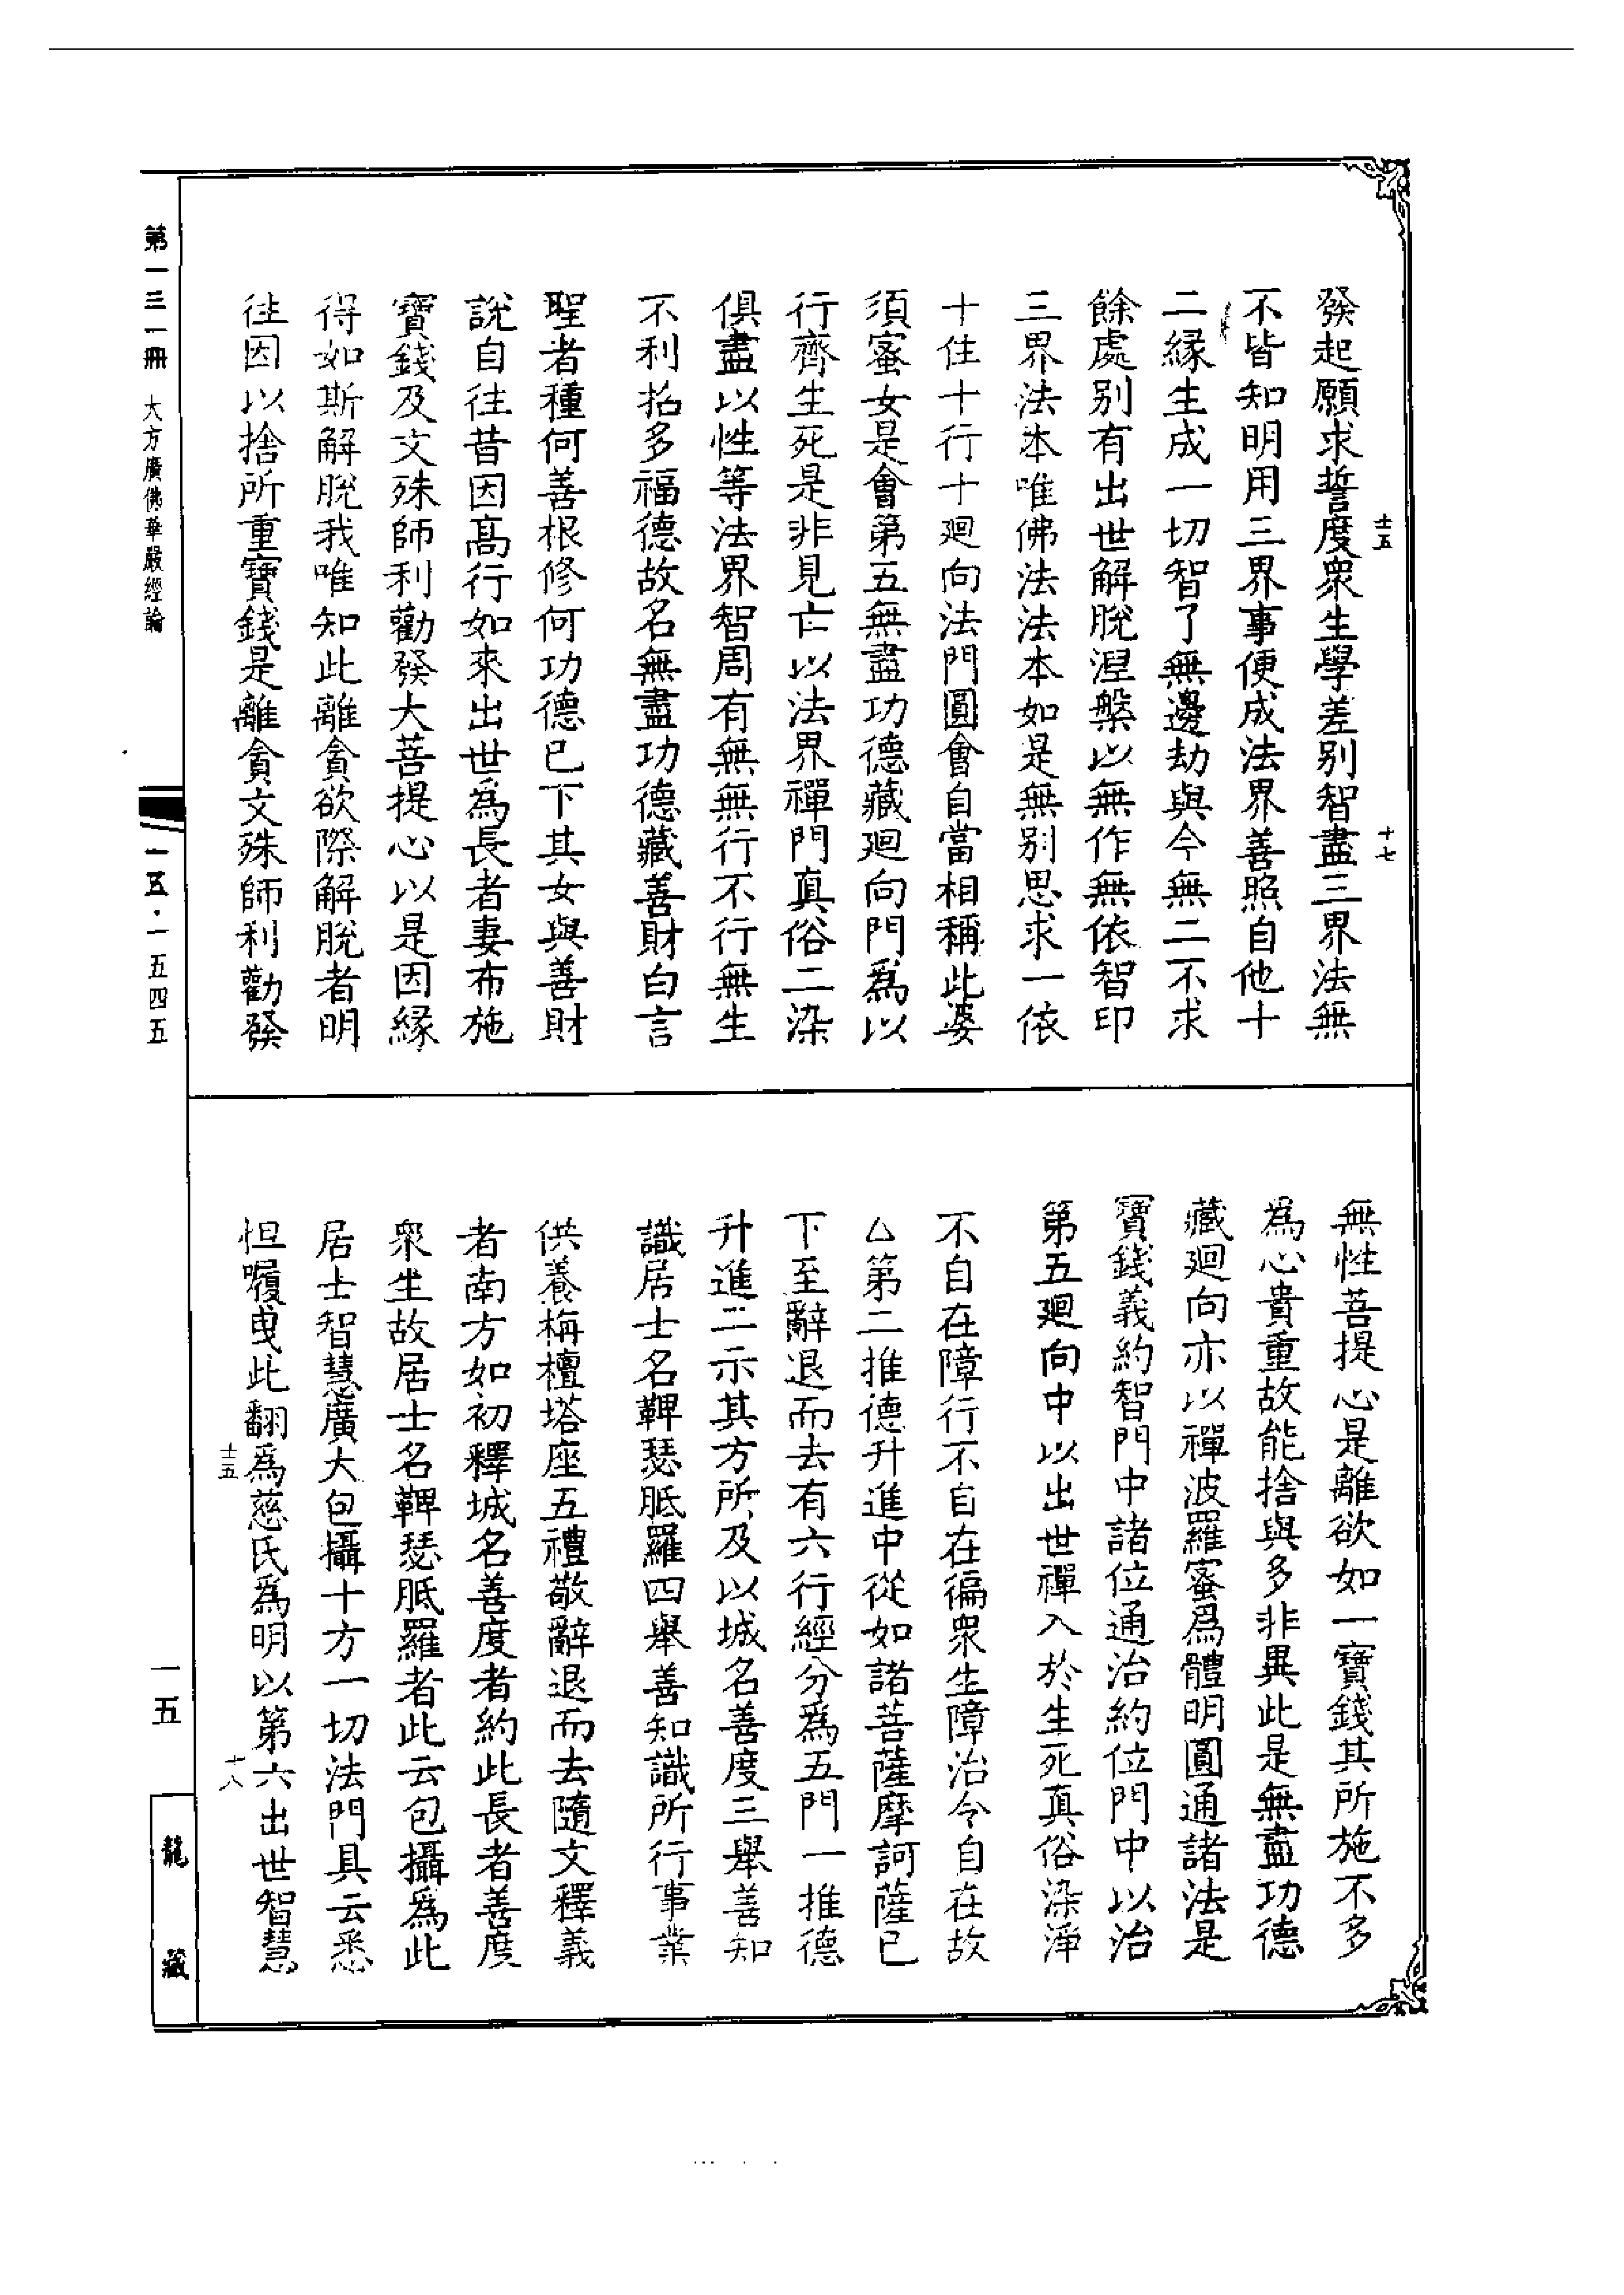 發起願求誓度衆生學差别智盡三界法無
不皆知明用三界事便成法界善照自他十
二縁生成一切智了無邊劫與今無二不求
餘處别有出世解脫涅槃以無作無依智印
三界法本唯佛法法本如是無别思求一依
十住十行十廻向法門圓會自當相稱此婆
須蜜女是會第五無盡功德藏廻向門爲以
行齊生死是非見亡以法界禪門真俗二染
俱盡以性等法界智周有無無行不行無生
不利拈多福德故名無盡功德藏善財白言
聖者種何善根修何功德已下其女與善財
說自往昔因髙行如來出世爲長者妻布施
寶錢及文殊師利勸發大菩提心以是因緣
得如斯解脫我唯知此離貪欲際解脫者明
徃因以捨所重寶錢是離貪文殊師利勸發
士五
十七
無性菩提心是離欲如一寶錢其所施不多
爲心貴重故能捨與多非異此是無盡功德
藏廻向亦以禪波羅蜜爲體明圓通諸法是
寶錢義約智門中諸位通治約位門中以治
第五廻向中以出世禪入於生死真俗染淨
不自在障行不自在徧衆生障治令自在故
△第二推德升進中從如諸菩薩摩訶薩已
下至辭退而去有六行經分爲五門一推德
升進二示其方所及以城名善度三舉善知
識居士名鞞瑟胝羅四舉善知識所行事業
供養栴檀塔座五禮敬辭退而去隨文釋義
者南方如初釋城名善度者約此長者善度
衆生故居士名鞞瑟胝羅者此云包攝爲此
居士智慧廣大包攝十方一切法門具云悉
怛囉曳此翻爲慈氏爲明以第六出世智慧
士五
十八
第一三一冊 大方廣佛華嚴經論
一五·一五四五
一五
龍藏